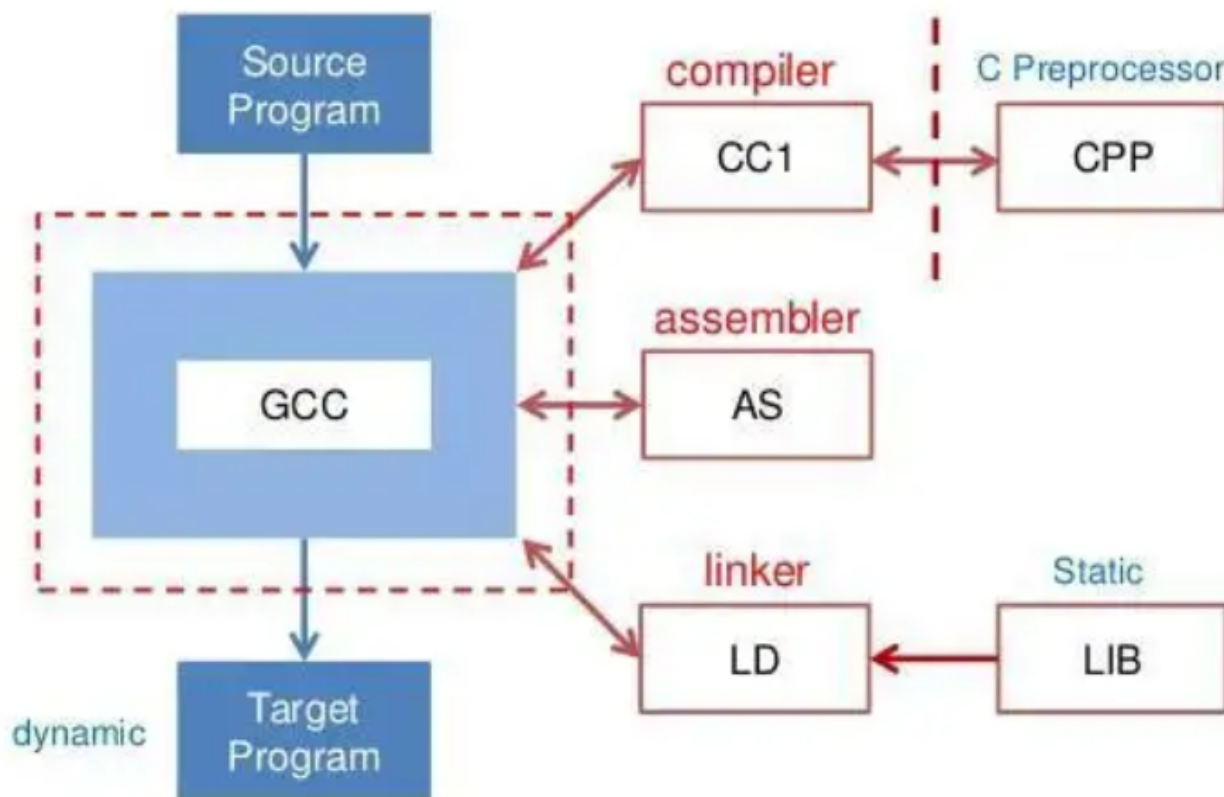 Source
Program
compiler
C Preprocessor
CC1
CPP
assembler
GCC
AS
linker
Static
LD
LIB
dynamic
Target
Program